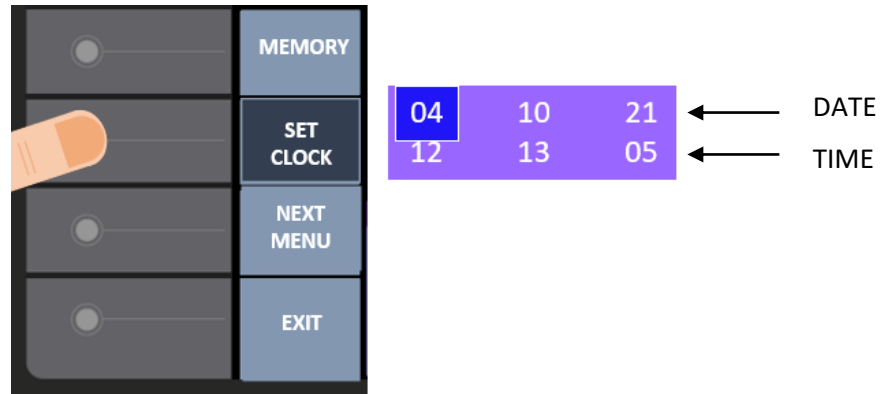 MEMORY
SET
CLOCK
NEXT
MENU
EXIT
04 10 21 DATE
12 13 05 TIME